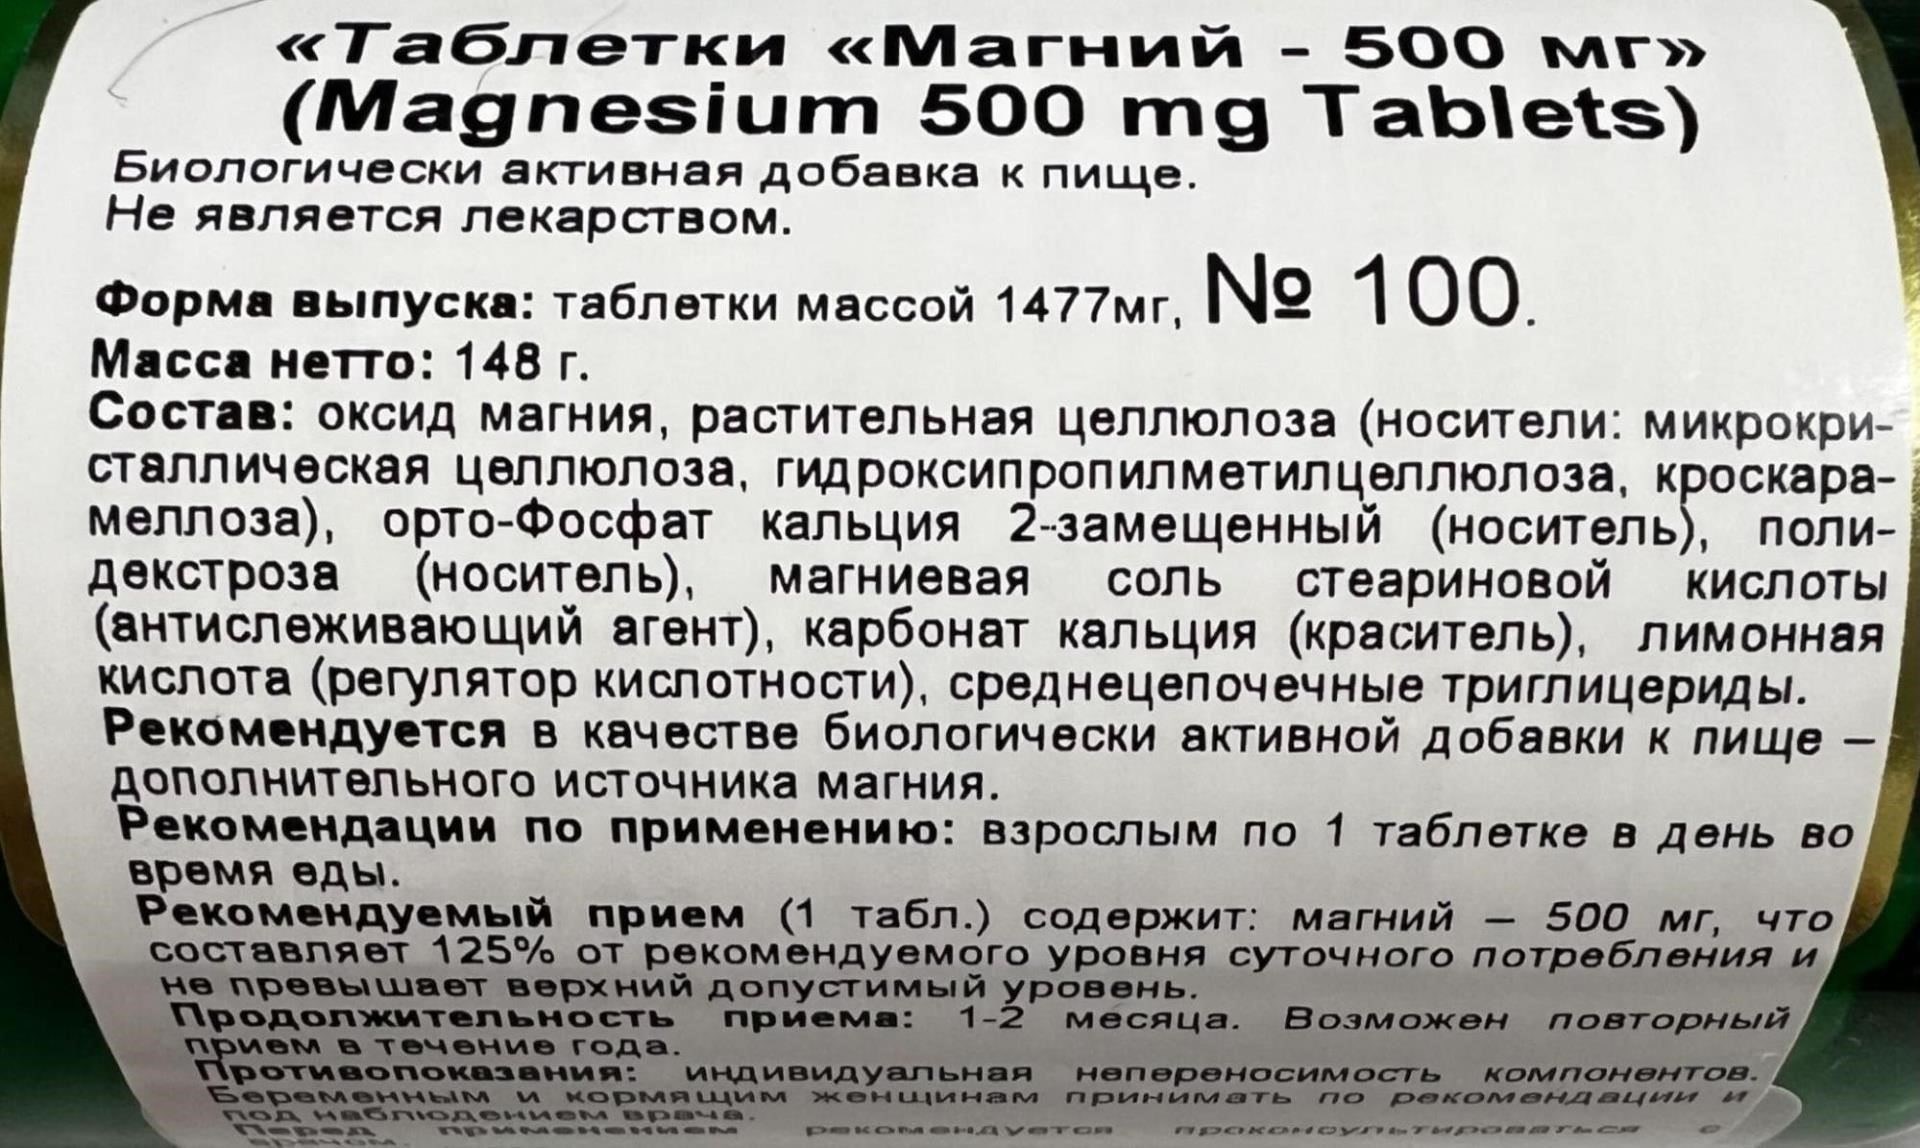 «Таблетки «Магний - 500 мг»
(Magnesium 500 mg Tablets)
Биологически активная добавка к пище.
Не является лекарством.
Форма выпуска: таблетки массой 1477мг, № 100.
Масса нетто: 148 г.
Состав: оксид магния, растительная целлюлоза (носители: микрокри-
сталлическая целлюлоза, гидроксипропилметилцеллюлоза, кроскара-
меллоза), орто-Фосфат кальция 2-замещенный (носитель), поли-
декстроза (носитель), магниевая соль стеариновой кислоты
(антислеживающий агент), карбонат кальция (краситель), лимонная
кислота (регулятор кислотности), среднецепочечные триглицериды.
Рекомендуется в качестве биологически активной добавки к пище –
дополнительного источника магния.
Рекомендации по применению: взрослым по 1 таблетке в день во
время еды.
Рекомендуемый прием (1 табл.) содержит: магний – 500 мг, что
составляет 125% от рекомендуемого уровня суточного потребления и
не превышает верхний допустимый уровень.
Продолжительность приема: 1-2 месяца. Возможен повторный
прием в течение года.
Противопоказания: индивидуальная непереносимость компонентов.
Беременным и кормящим женщинам принимать по рекомендации и
под наблюдением врача.
Перед применением рекомендуется проконсультироваться с
врачом.